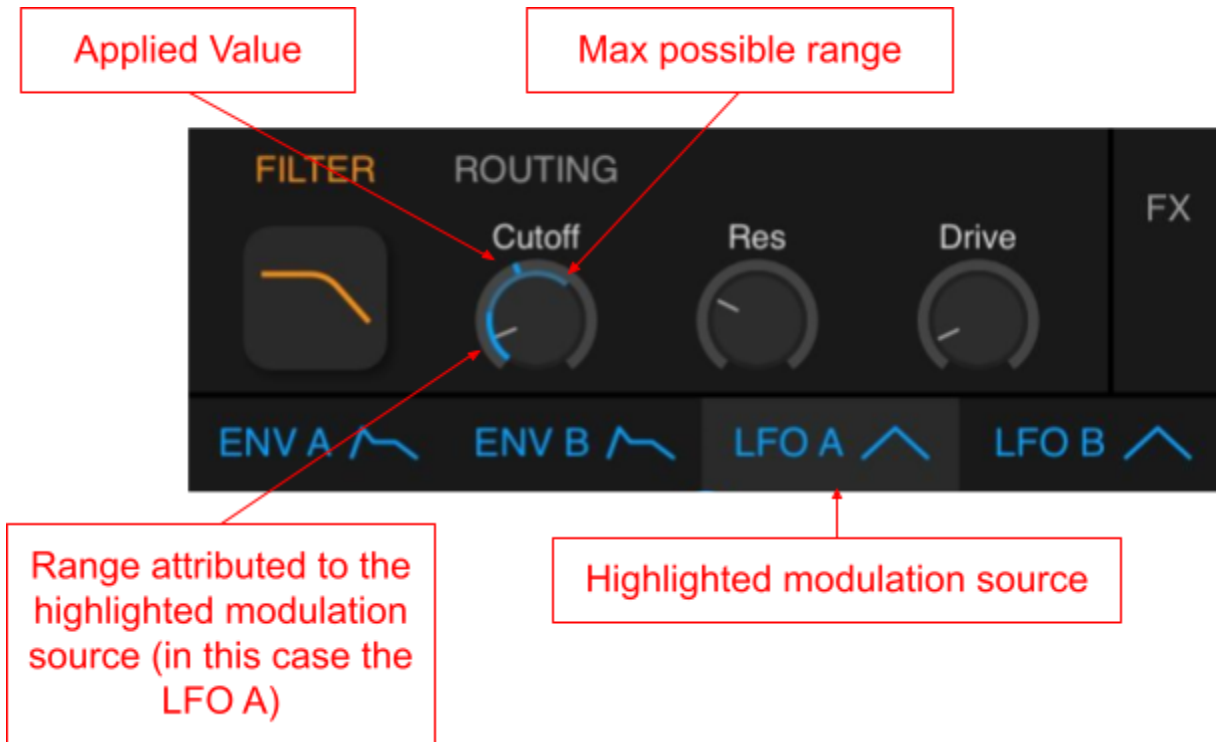 Applied Value
Max possible range
FILTER
ROUTING
FX
Cutoff
Res
Drive
ENV A
ENV B
LFO A
LFO B
Range attributed to the
highlighted modulation
source (in this case the
LFO A)
Highlighted modulation source